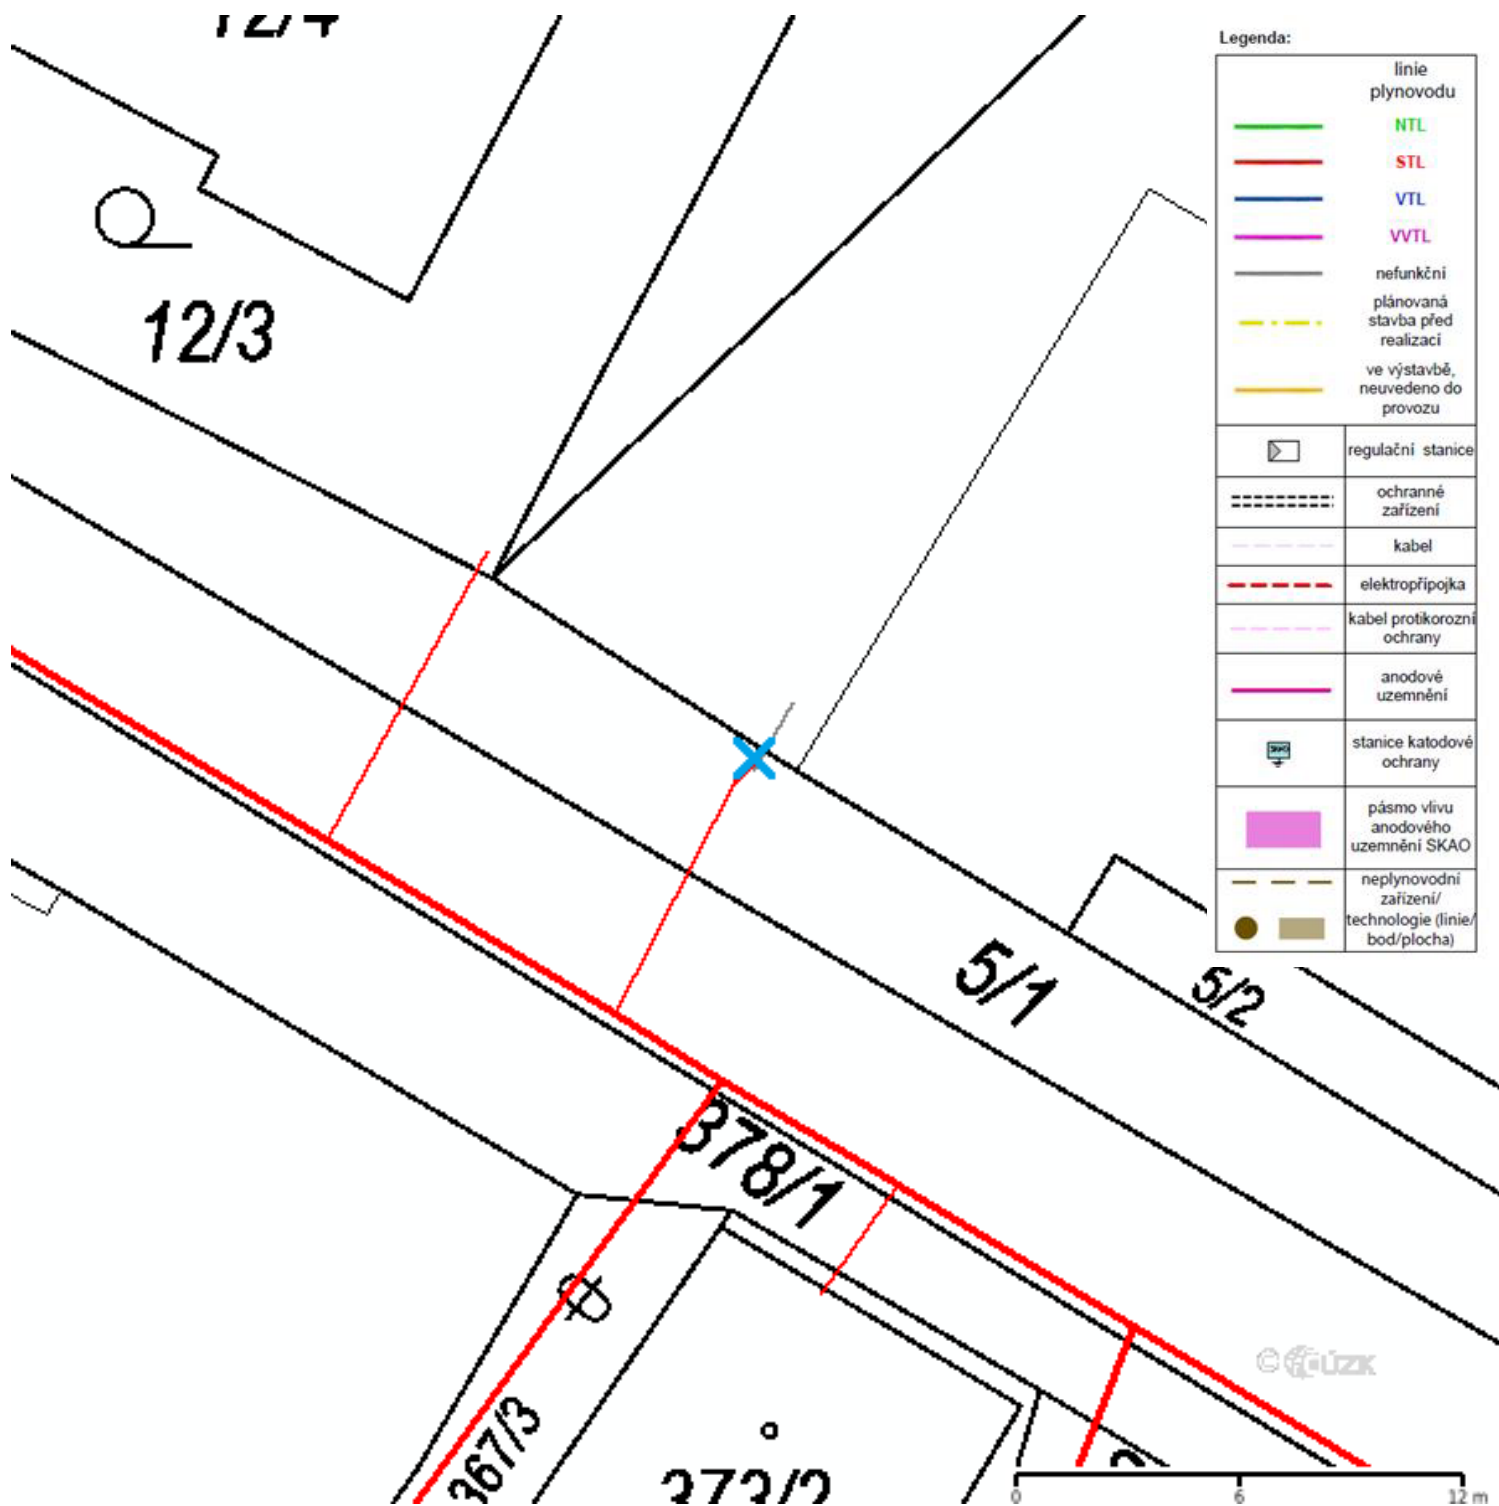 12/4
Legenda:
linie
plynovodu
NTL
STL
VTL
VVTL
nefunkční
plánovaná
stavba před
realizací
ve výstavbě,
neuvedeno do
provozu
regulační stanice
ochranné
zařízení
kabel
elektropřípojka
kabel protikorozní
ochrany
anodové
uzemnění
stanice katodové
ochrany
pásmo vlivu
anodového
uzemnění SKAO
neplynovodní
zařízení/
technologie (linie/
bod/plocha)
12/3
5/1
5/2
378/1
367/3
373/2
© ČÚZK
0 6 12 m